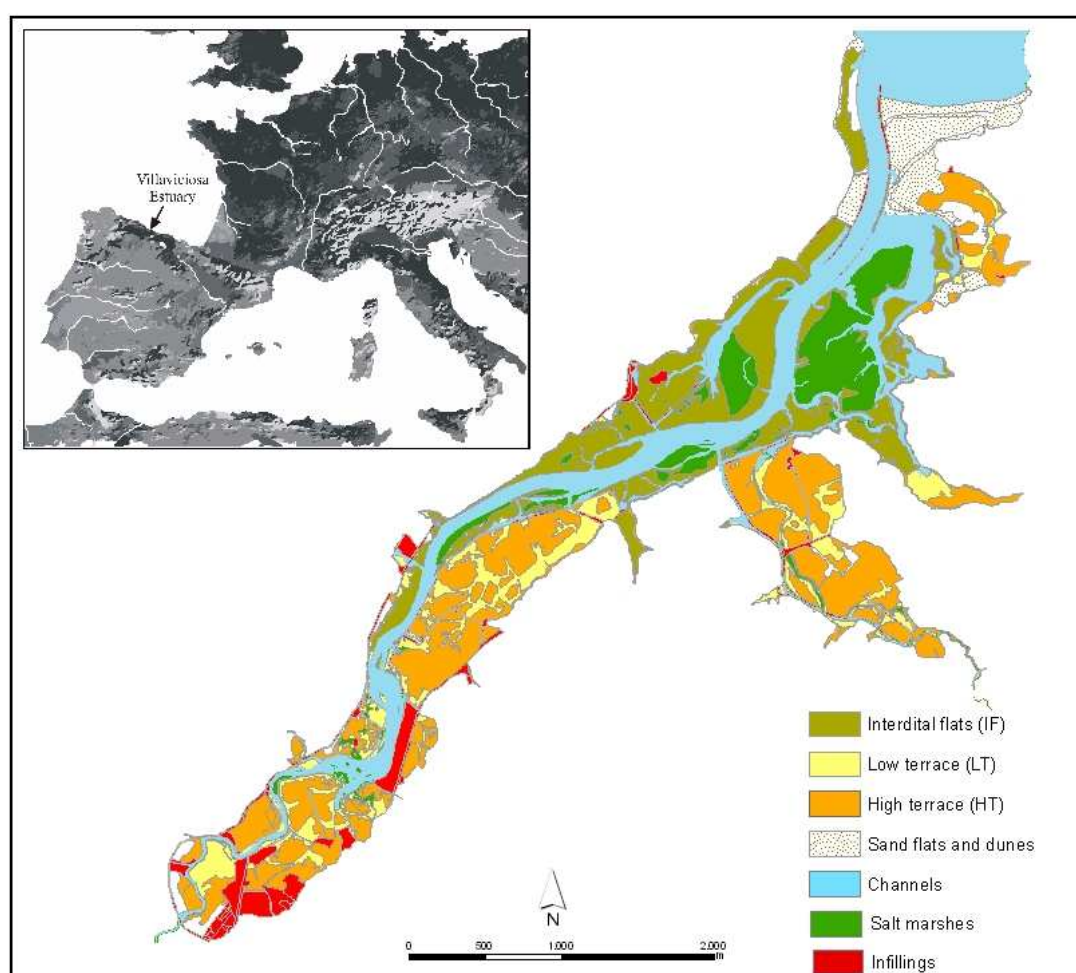 Villaviciosa
Estuary
Interdital flats (IF)
Low terrace (LT)
High terrace (HT)
Sand flats and dunes
Channels
Salt marshes
Infillings
N
0 500 1.000 2.000
m